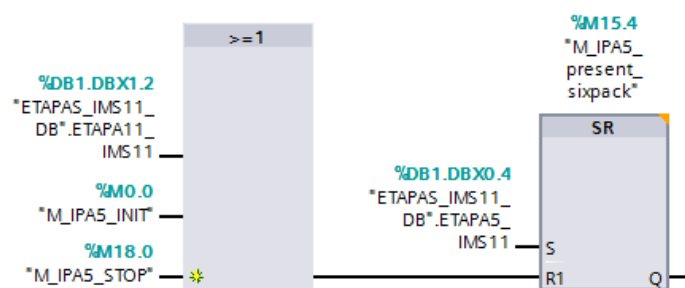 >=1
%DB1.DBX1.2
"ETAPAS_IMS11_
DB".ETAPA11_
IMS11
%M0.0
"M_IPA5_INIT"
%M18.0
"M_IPA5_STOP"
%M15.4
"M_IPA5_
present_
sixpack"
SR
%DB1.DBX0.4
"ETAPAS_IMS11_
DB".ETAPA5_
IMS11
S
R1 Q